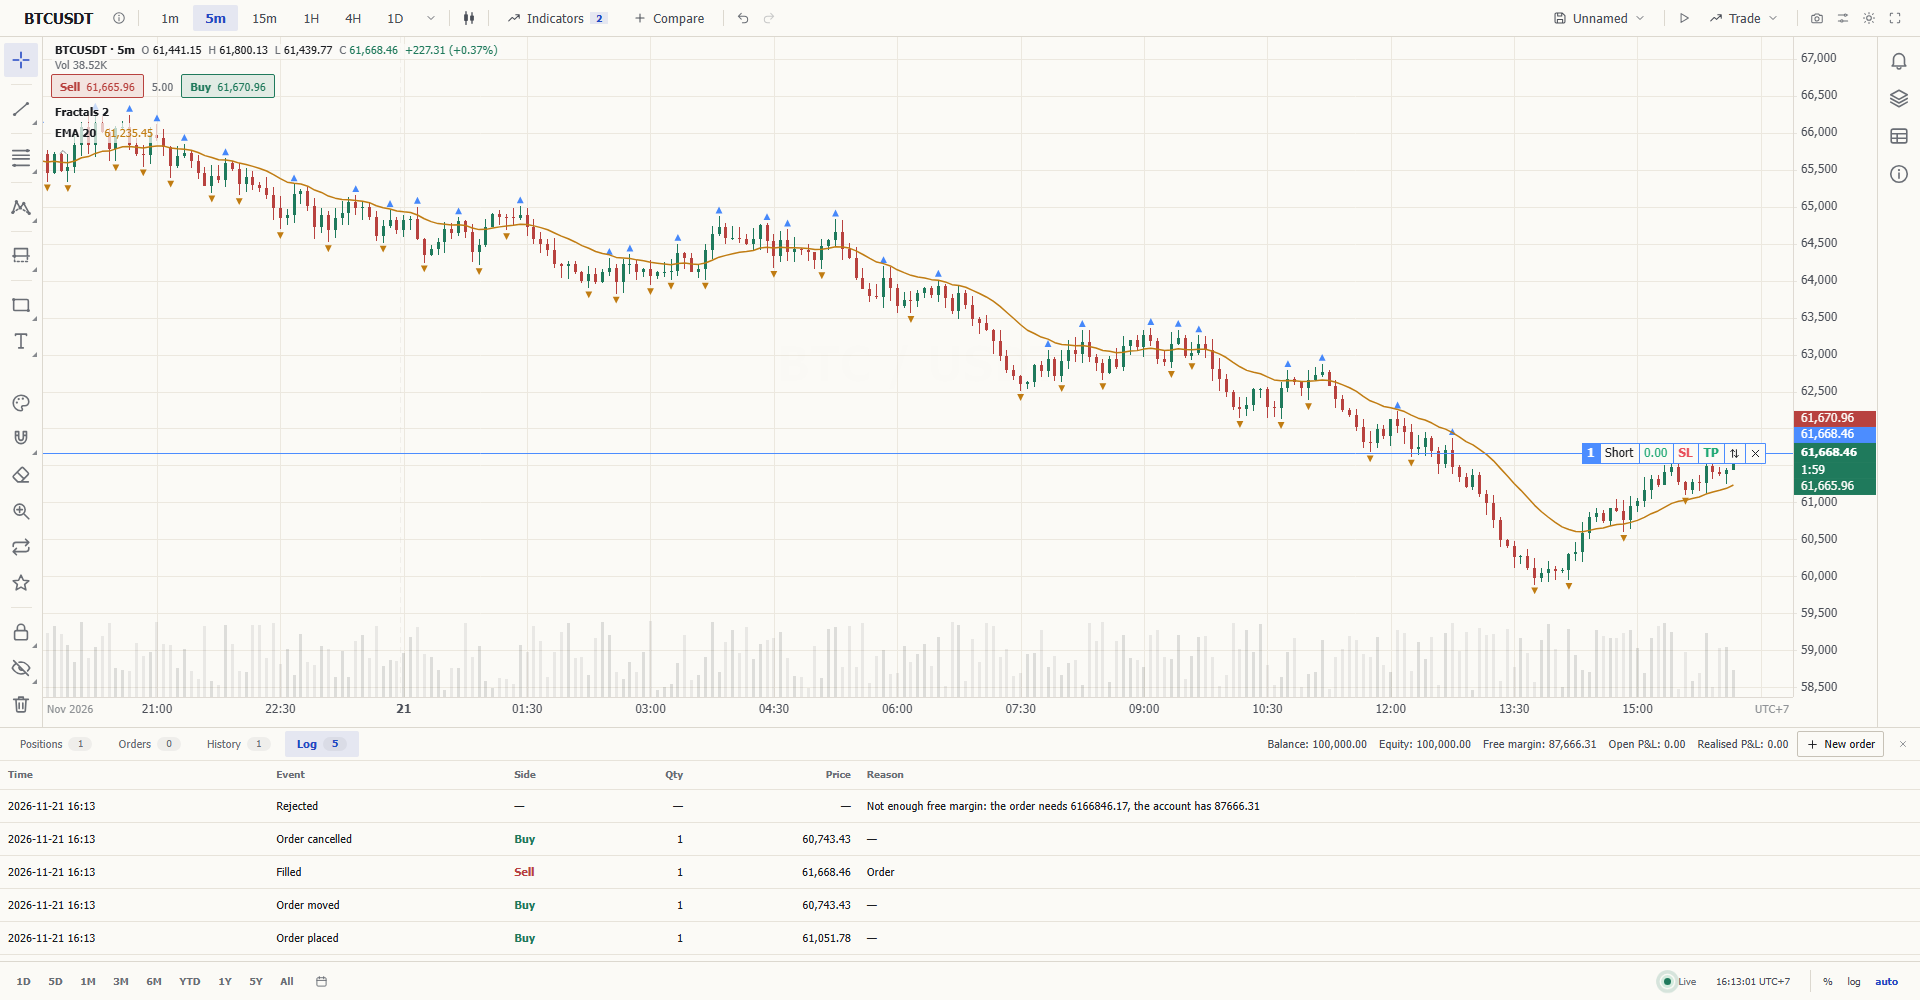 BTCUSDT 1m 5m 15m 1H 4H 1D Indicators 2 Compare Unnamed Trade
BTCUSDT · 5m O 61,441.15 H 61,800.13 L 61,439.77 C 61,668.46 +227.31 (+0.37%)
Vol 38.52K
Sell 61,665.96 5.00 Buy 61,670.96
Fractals 2
EMA 20 61,235.45
67,000
66,500
66,000
65,500
65,000
64,500
64,000
63,500
63,000
62,500
61,670.96
61,668.46
1 Short 0.00 SL TP
61,668.46
1:59
61,665.96
61,000
60,500
60,000
59,500
59,000
58,500
Nov 2026 21:00 22:30 21 01:30 03:00 04:30 06:00 07:30 09:00 10:30 12:00 13:30 15:00 UTC+7
Positions 1 Orders 0 History 1 Log 5 Balance: 100,000.00 Equity: 100,000.00 Free margin: 87,666.31 Open P&L: 0.00 Realised P&L: 0.00 + New order
Time Event Side Qty Price Reason
2026-11-21 16:13 Rejected — — — Not enough free margin: the order needs 6166846.17, the account has 87666.31
2026-11-21 16:13 Order cancelled Buy 1 60,743.43 —
2026-11-21 16:13 Filled Sell 1 61,668.46 Order
2026-11-21 16:13 Order moved Buy 1 60,743.43 —
2026-11-21 16:13 Order placed Buy 1 61,051.78 —
1D 5D 1M 3M 6M YTD 1Y 5Y All Live 16:13:01 UTC+7 % log auto